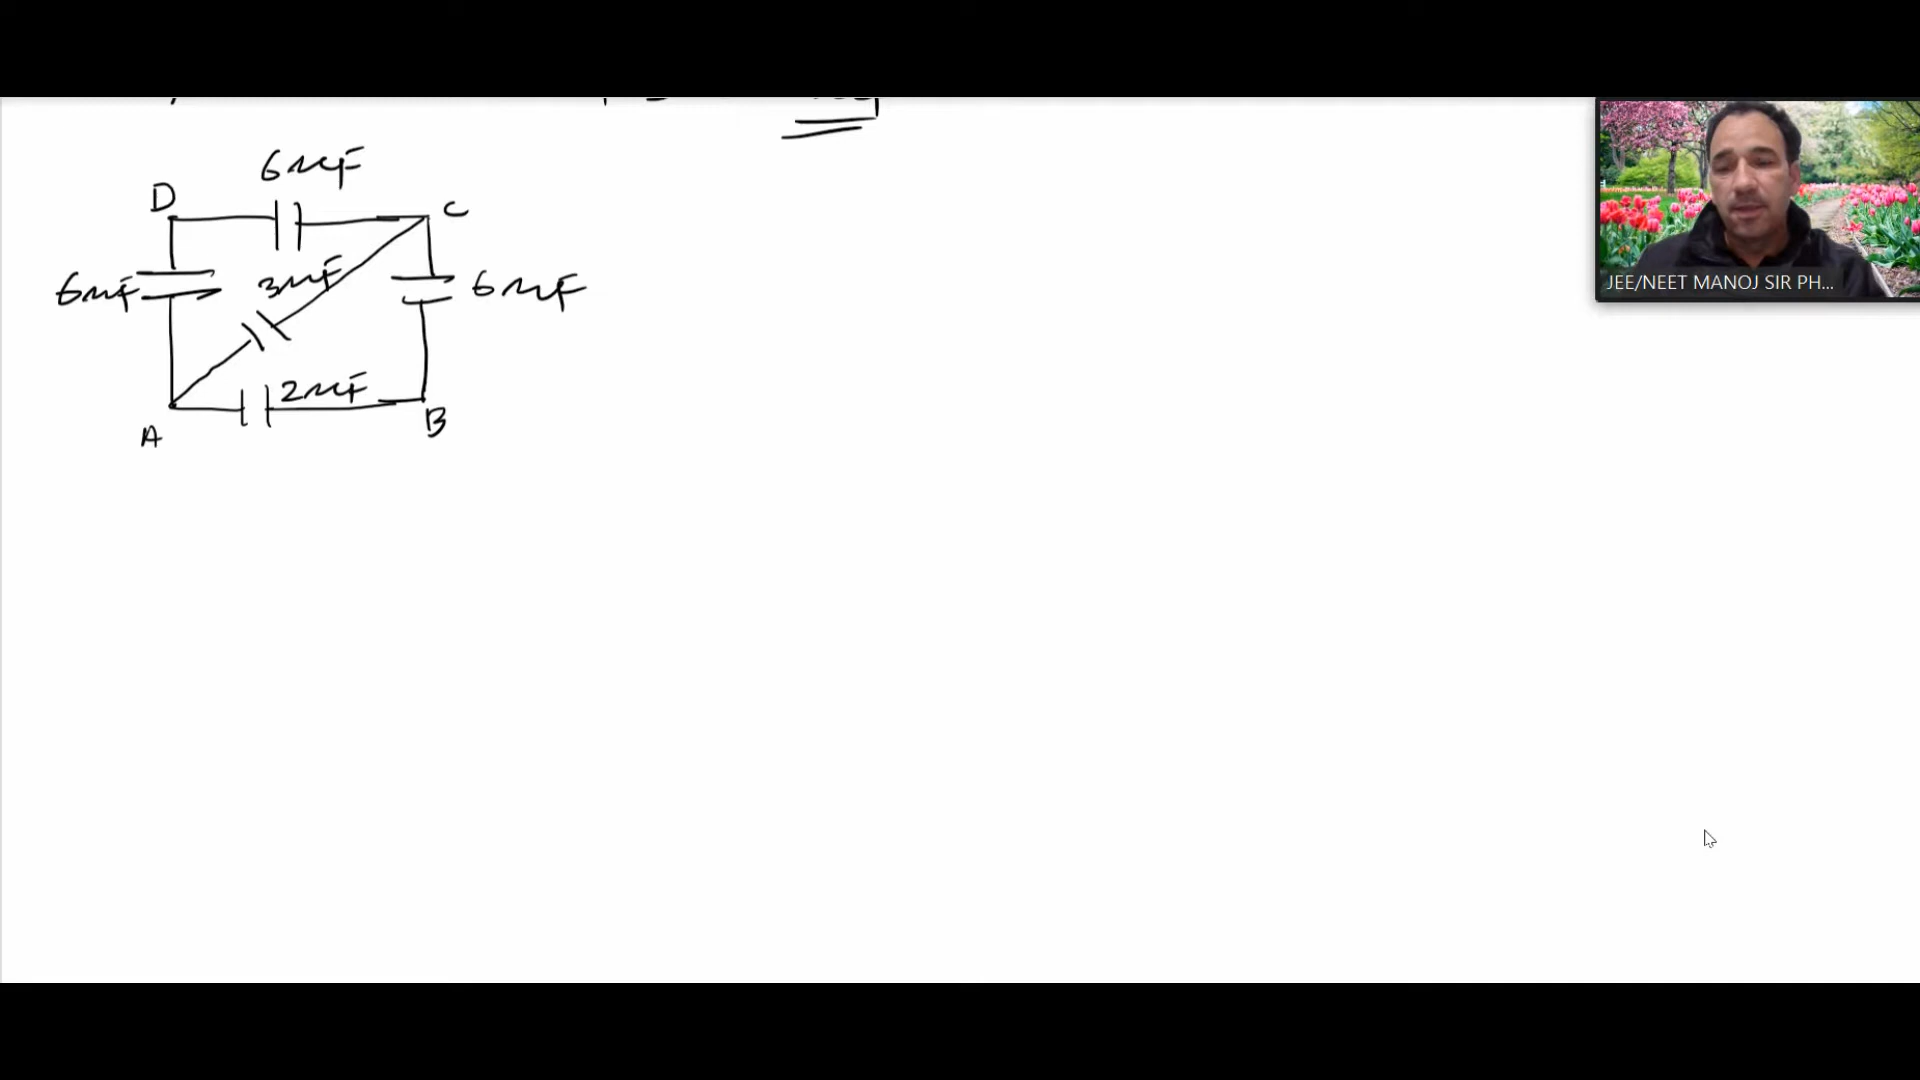 6μF
D
C
6μF
3μF
6μF
2μF
A
B
JEE/NEET MANOJ SIR PH...